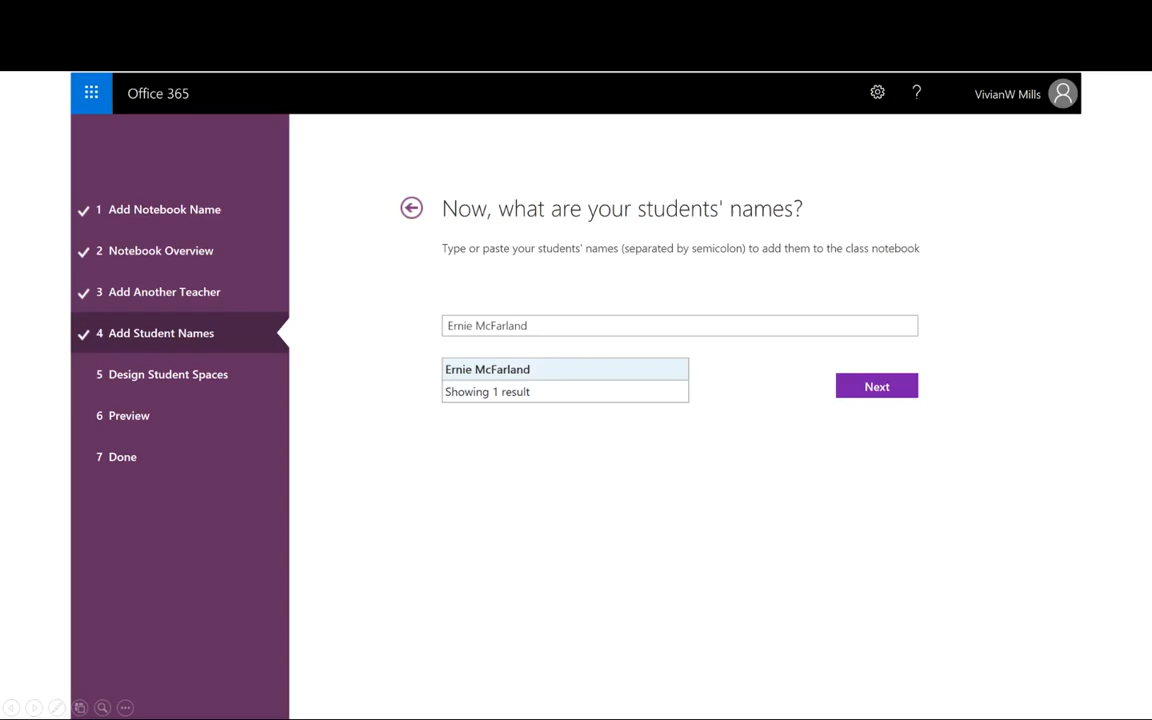 Office 365
?
VivianW Mills
1 Add Notebook Name
2 Notebook Overview
3 Add Another Teacher
4 Add Student Names
5 Design Student Spaces
6 Preview
7 Done
Now, what are your students' names?
Type or paste your students' names (separated by semicolon) to add them to the class notebook
Ernie McFarland
Ernie McFarland
Showing 1 result
Next